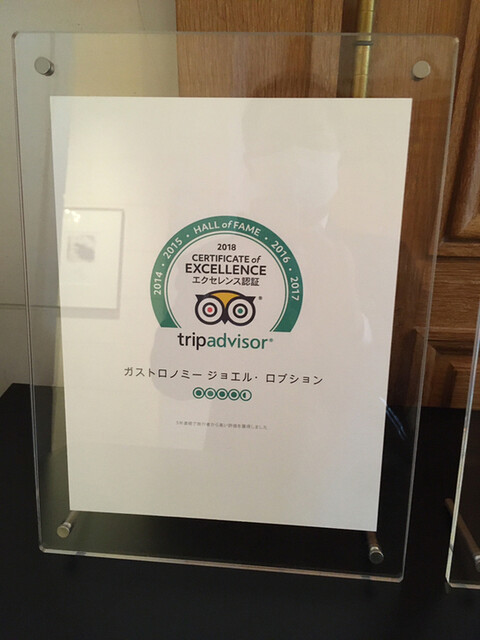 2014 • 2015 • HALL of FAME • 2016 • 2017
2018
CERTIFICATE of
EXCELLENCE
エクセレンス認証
tripadvisor®
ガストロノミー ジョエル・ロブション